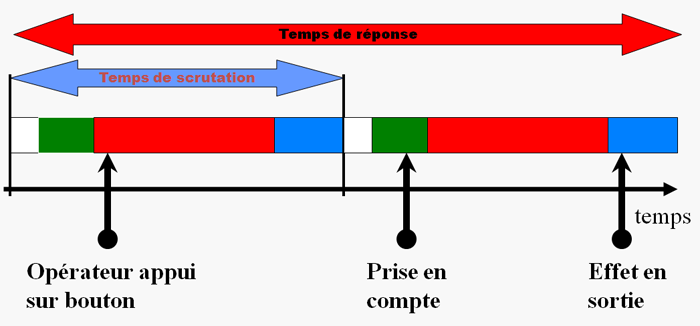 Temps de réponse
Temps de scrutation
temps
Opérateur appui
sur bouton
Prise en
compte
Effet en
sortie